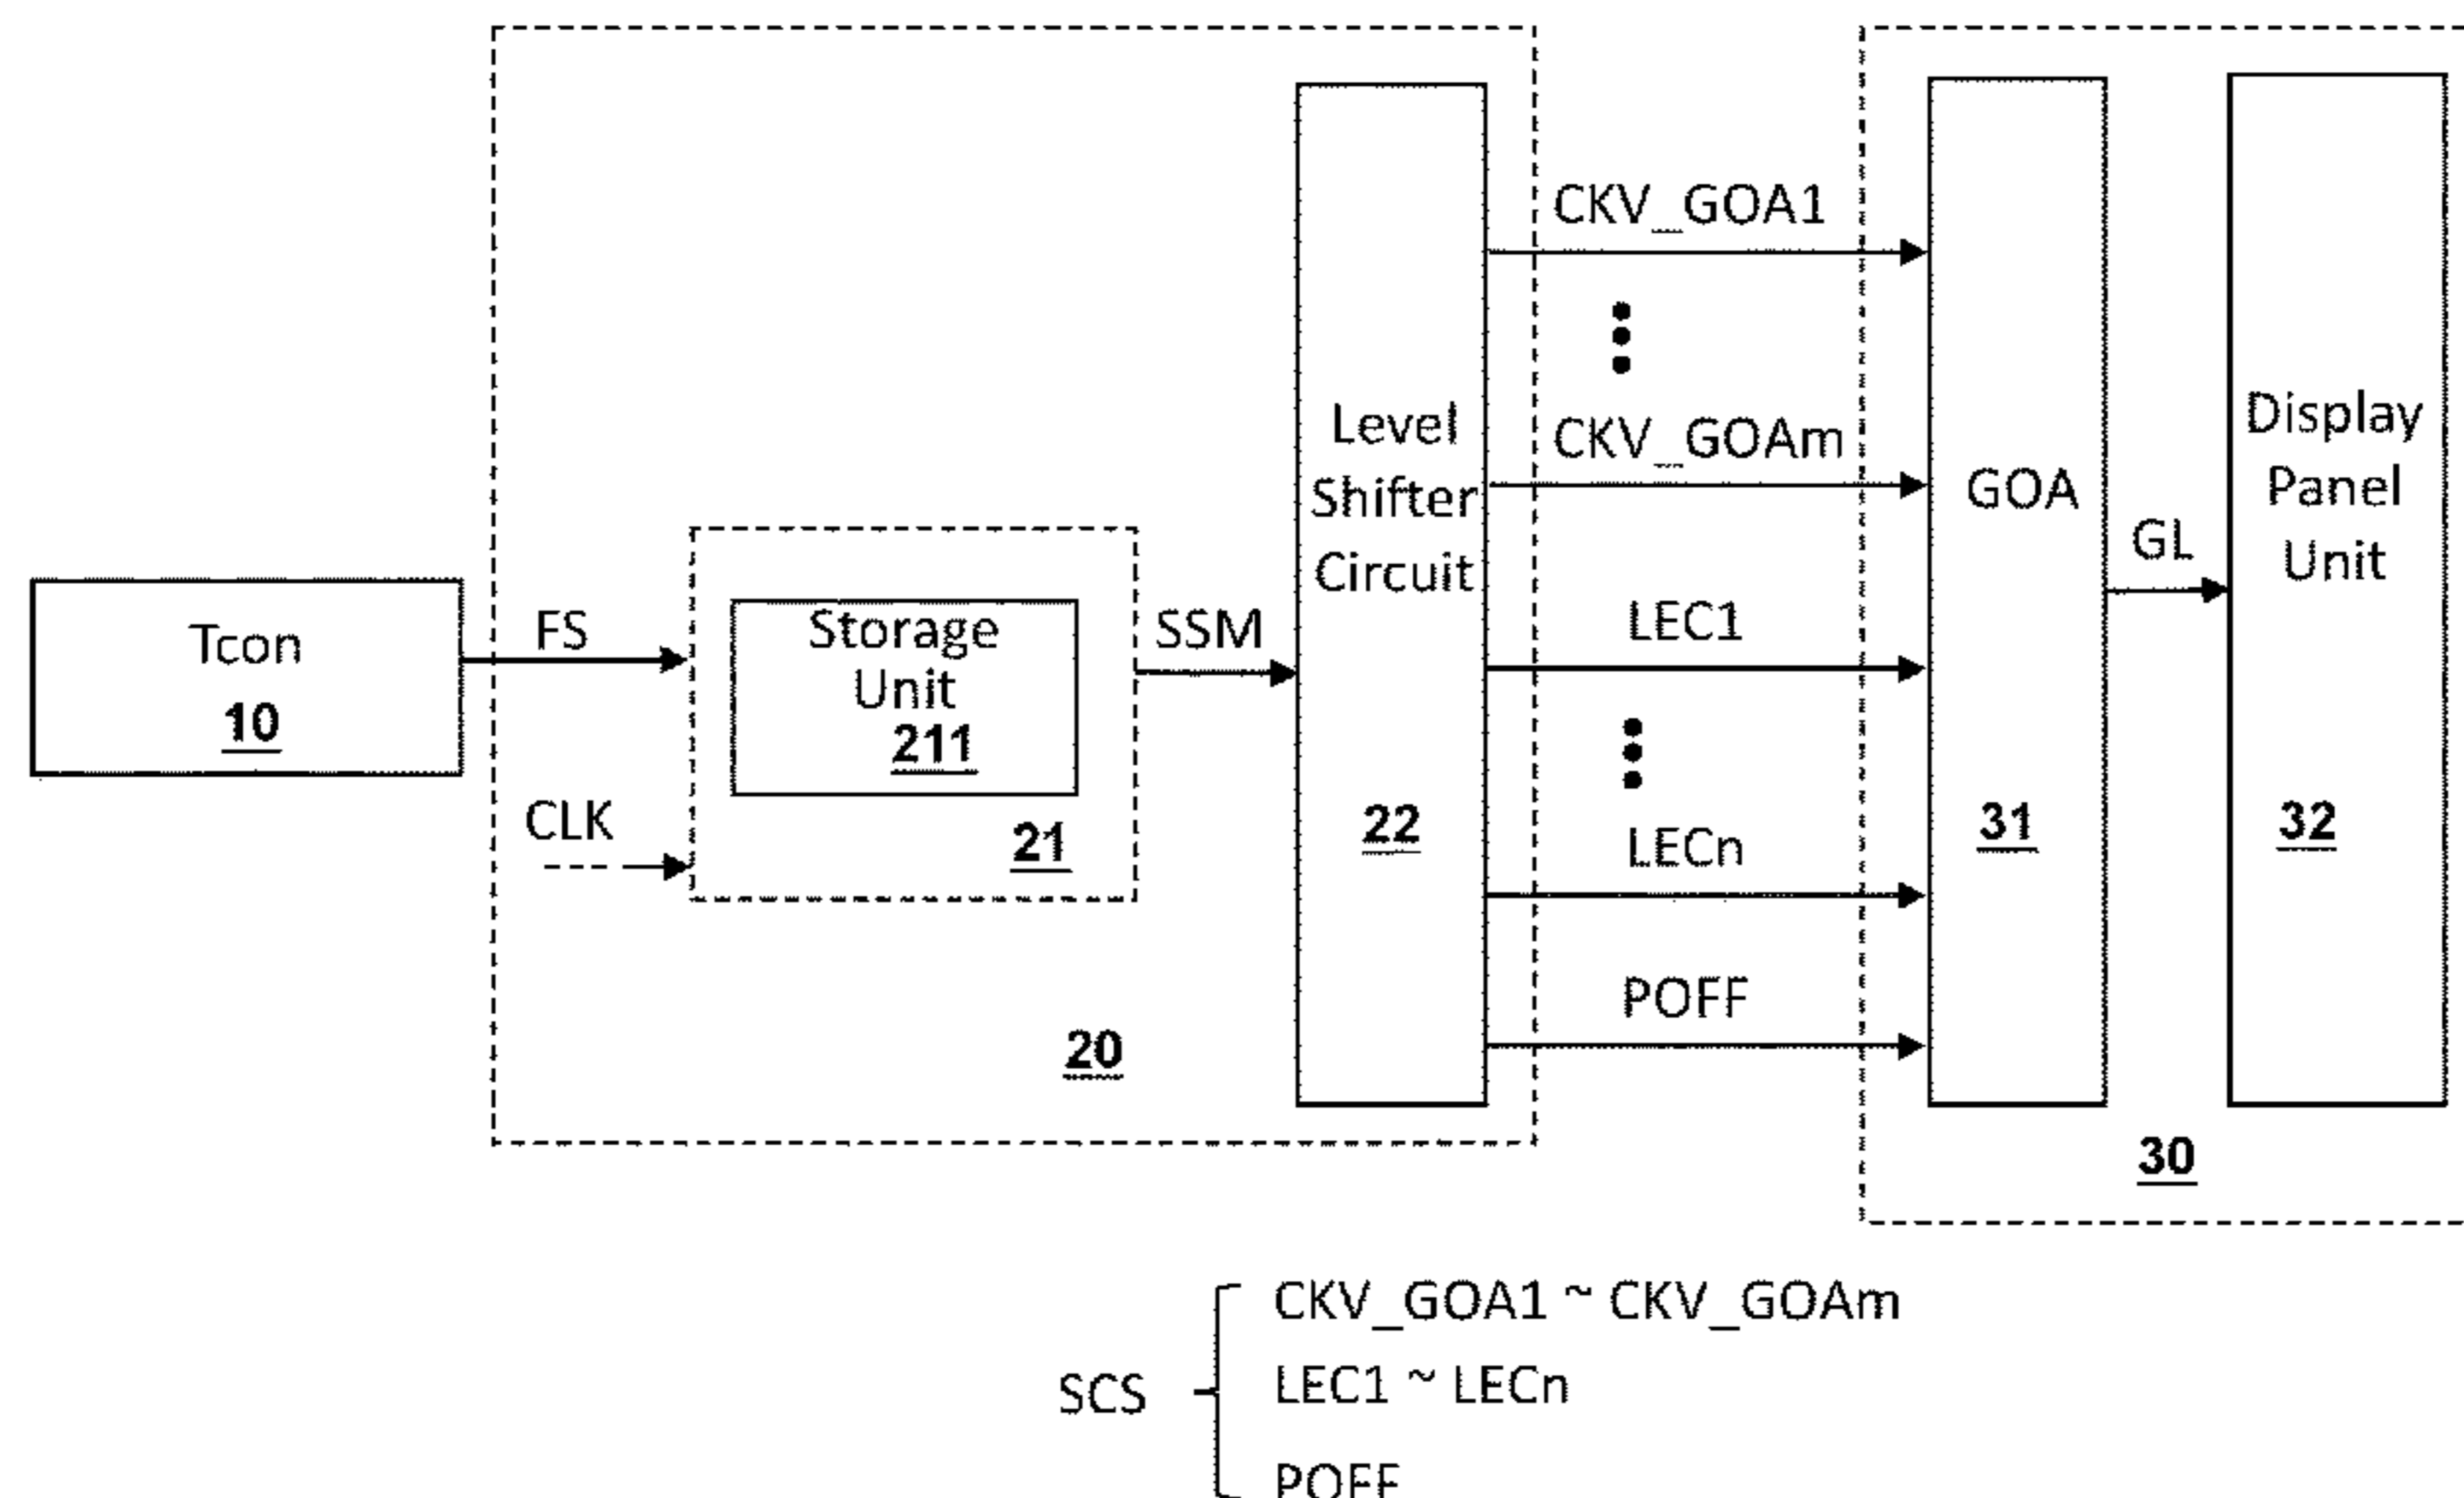 Tcon
10
FS
CLK
Storage
Unit
211
21
SSM
20
Level
Shifter
Circuit
22
CKV_GOA1
CKV_GOAm
LEC1
LECn
POFF
GOA
31
GL
Display
Panel
Unit
32
30
SCS
CKV_GOA1 ~ CKV_GOAm
LEC1 ~ LECn
POFF